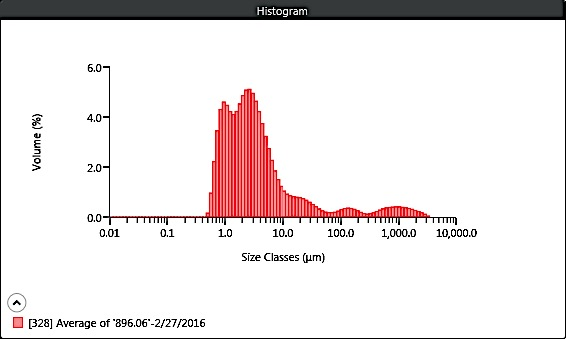 Histogram
6.0
4.0
2.0
0.0
Volume (%)
0.01 0.1 1.0 10.0 100.0 1,000.0 10,000.0
Size Classes (μm)
[328] Average of '896.06'-2/27/2016